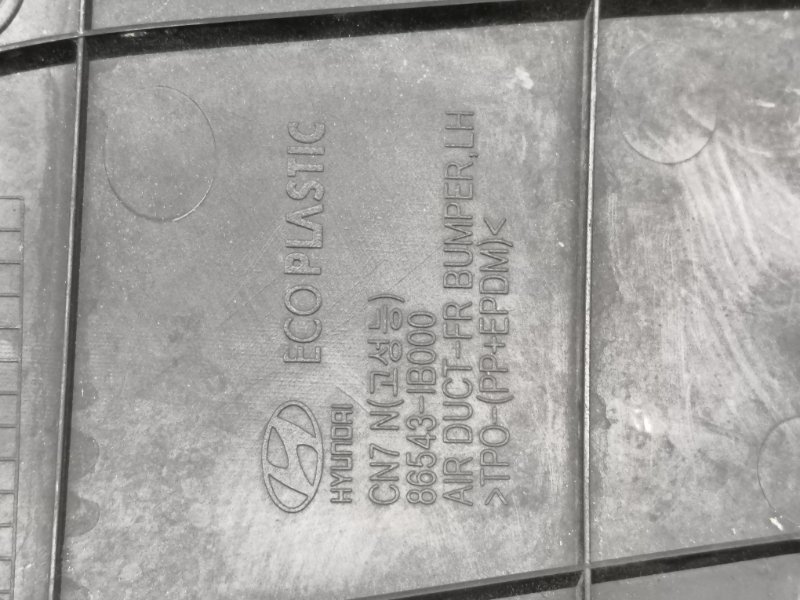 HYUNDAI
ECOPLASTIC
CN7 N(고성능)
86543-IB000
AIR DUCT-FR BUMPER,LH
>TPO-(PP+EPDM)<